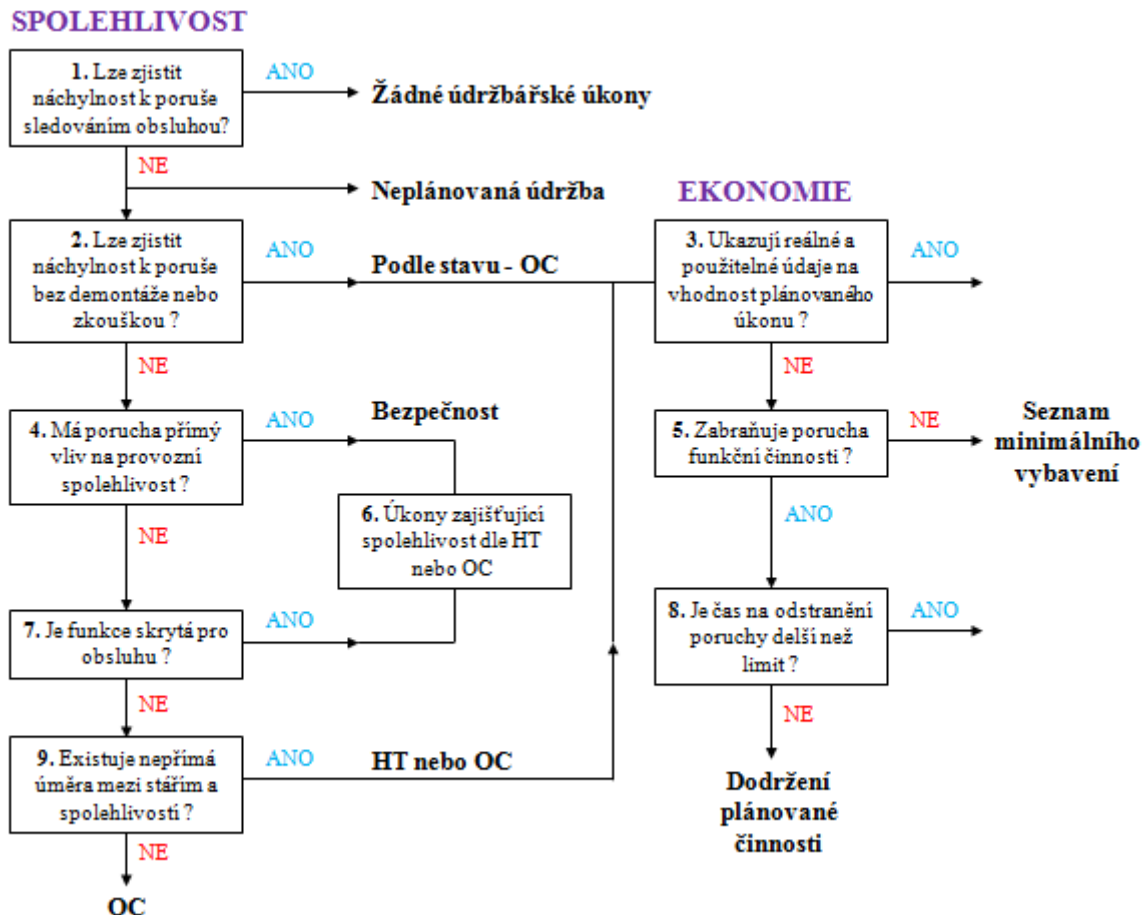 SPOLEHLIVOST
1. Lze zjistit
náchylnost k poruše
sledováním obsluhou?
ANO
Žádné údržbářské úkony
NE
Neplánovaná údržba
EKONOMIE
2. Lze zjistit
náchylnost k poruše
bez demontáže nebo
zkouškou ?
ANO
Podle stavu - OC
3. Ukazují reálné a
použitelné údaje na
vhodnost plánovaného
úkonu ?
ANO
NE
NE
4. Má porucha přímý
vliv na provozní
spolehlivost ?
ANO
Bezpečnost
5. Zabraňuje porucha
funkční činnosti ?
NE
Seznam
minimálního
vybavení
NE
6. Úkony zajišťující
spolehlivost dle HT
nebo OC
ANO
7. Je funkce skrytá pro
obsluhu ?
ANO
8. Je čas na odstranění
poruchy delší než
limit ?
ANO
NE
NE
9. Existuje nepřímá
úměra mezi stářím a
spolehlivostí ?
ANO
HT nebo OC
Dodržení
plánované
činnosti
NE
OC